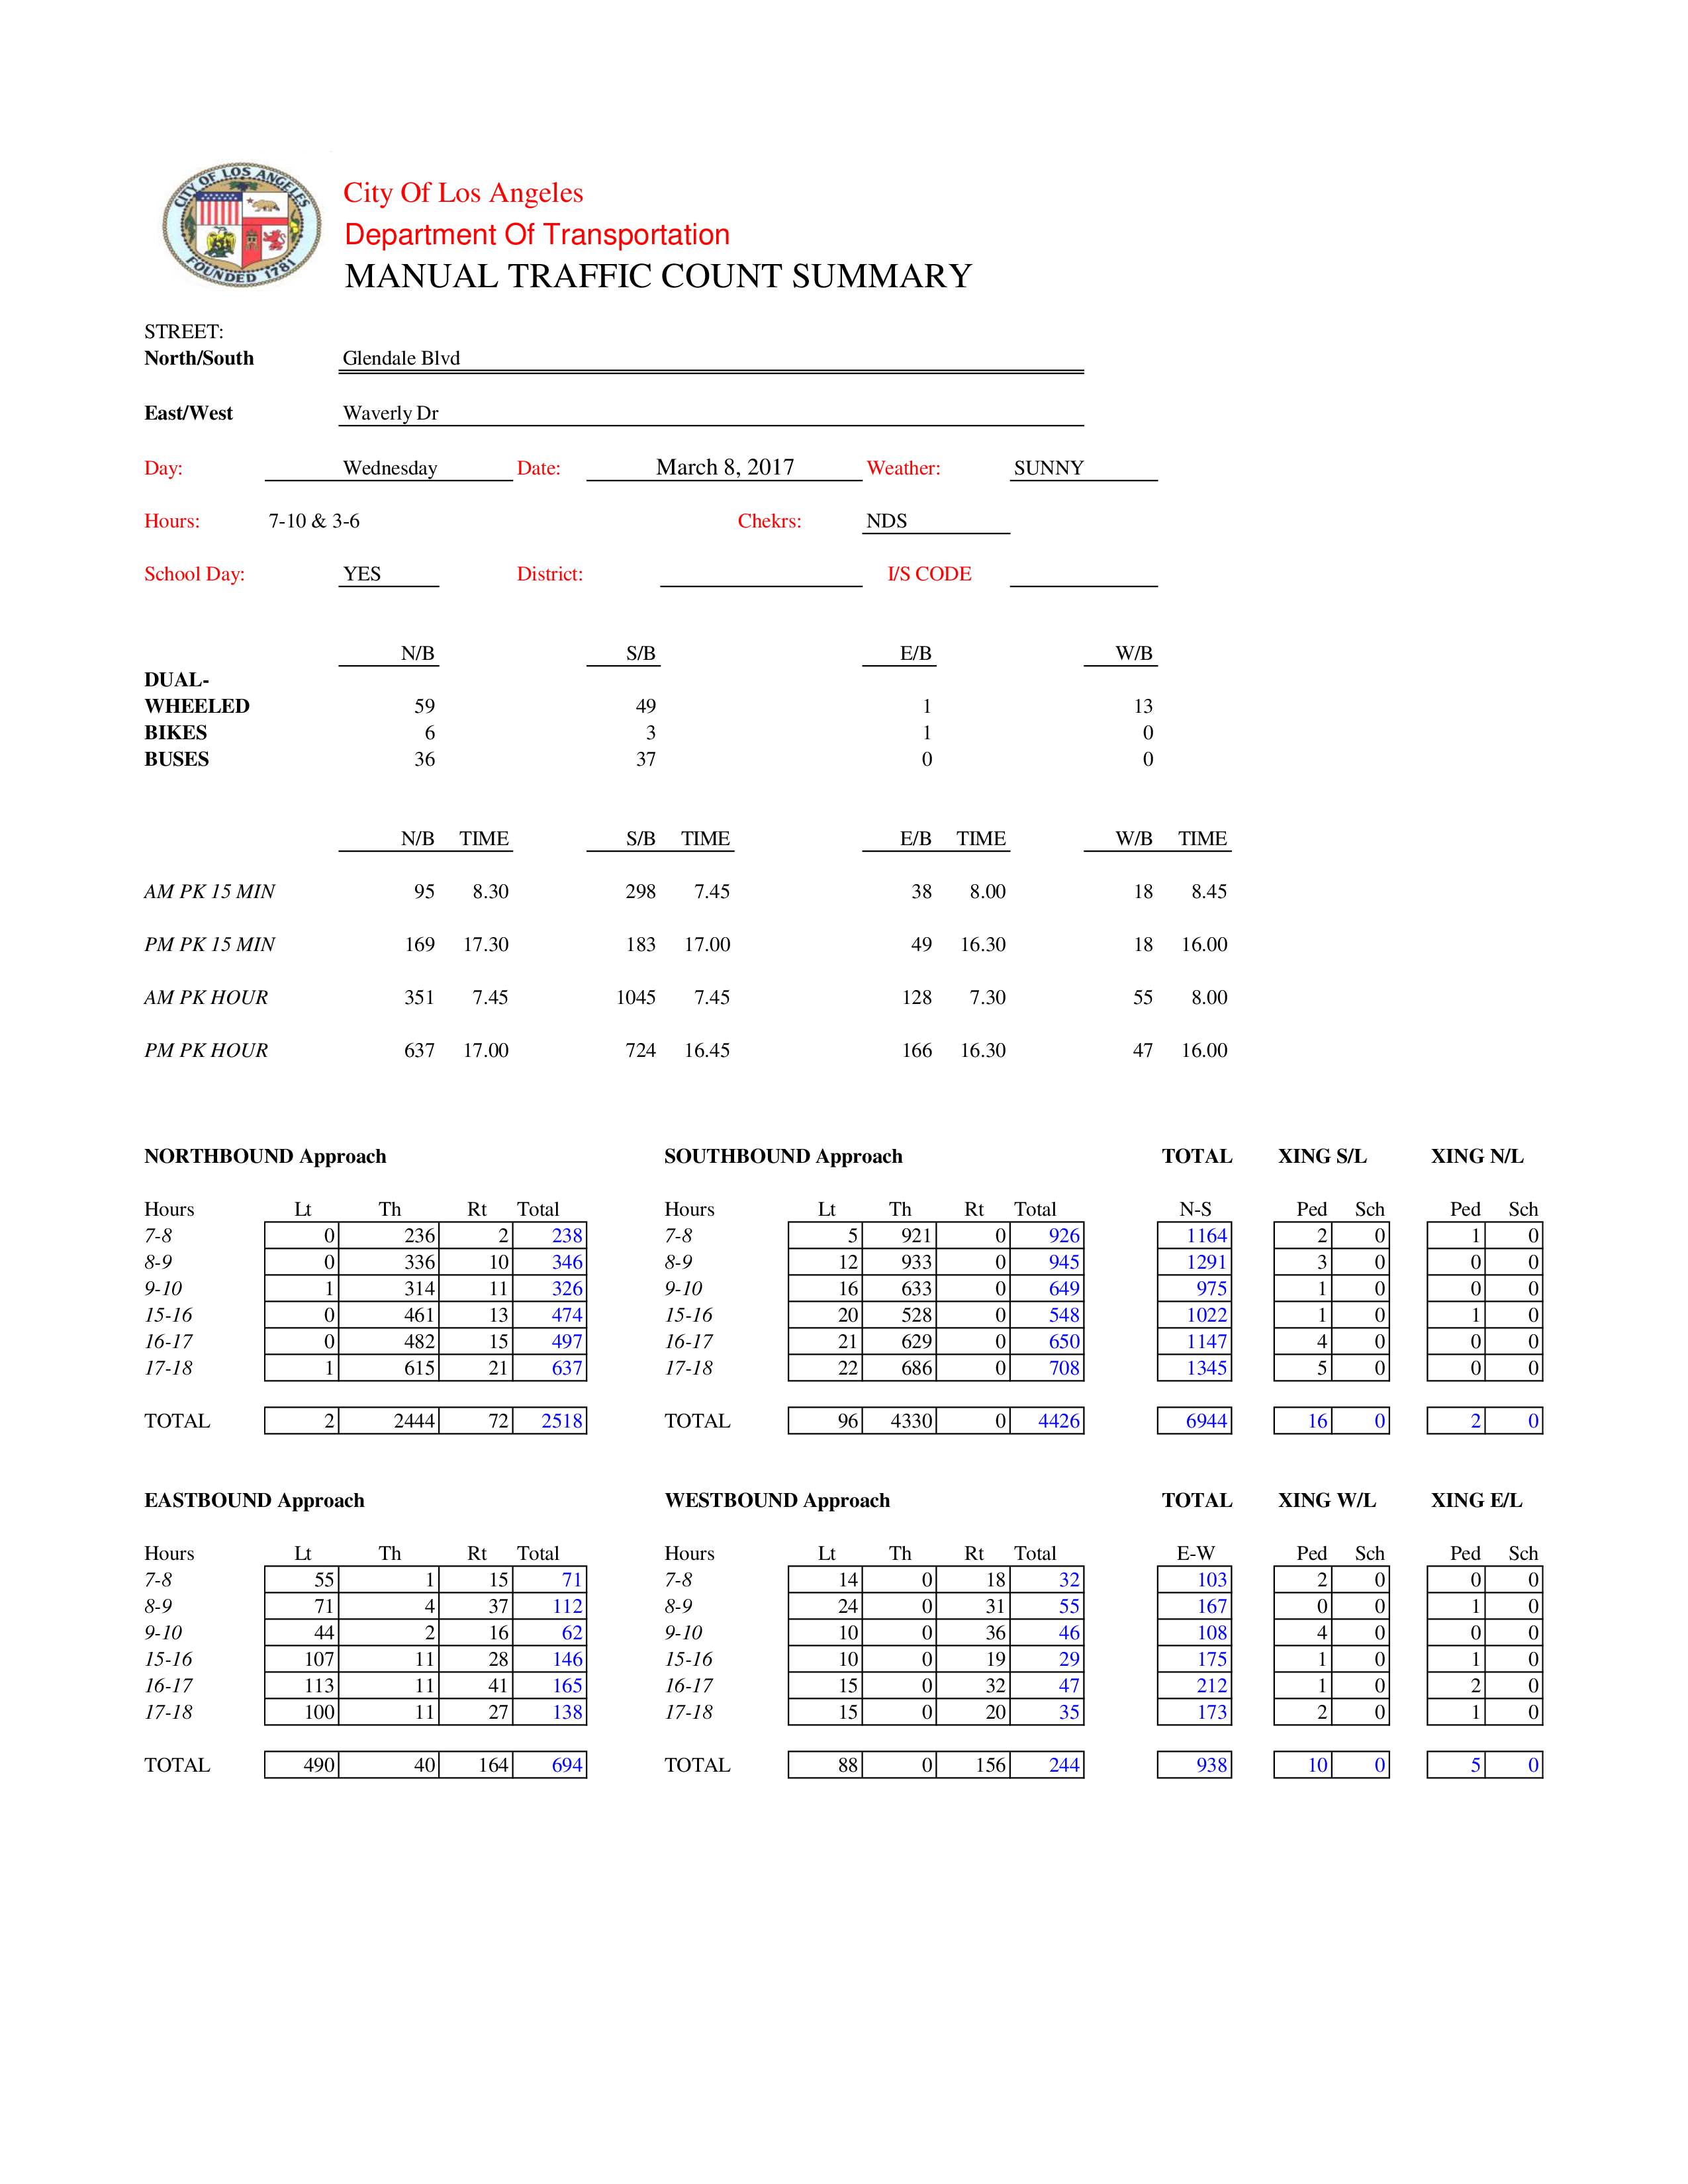 CITY OF LOS ANGELES
FOUNDED 1781
City Of Los Angeles
Department Of Transportation
MANUAL TRAFFIC COUNT SUMMARY
STREET:
North/South Glendale Blvd
East/West Waverly Dr
Day: Wednesday Date: March 8, 2017 Weather: SUNNY
Hours: 7-10 & 3-6 Chekrs: NDS
School Day: YES District: I/S CODE
N/B S/B E/B W/B
DUAL-
WHEELED 59 49 1 13
BIKES 6 3 1 0
BUSES 36 37 0 0
N/B TIME S/B TIME E/B TIME W/B TIME
AM PK 15 MIN 95 8.30 298 7.45 38 8.00 18 8.45
PM PK 15 MIN 169 17.30 183 17.00 49 16.30 18 16.00
AM PK HOUR 351 7.45 1045 7.45 128 7.30 55 8.00
PM PK HOUR 637 17.00 724 16.45 166 16.30 47 16.00
NORTHBOUND Approach SOUTHBOUND Approach TOTAL XING S/L XING N/L
Hours Lt Th Rt Total Hours Lt Th Rt Total N-S Ped Sch Ped Sch
7-8 0 236 2 238 7-8 5 921 0 926 1164 2 0 1 0
8-9 0 336 10 346 8-9 12 933 0 945 1291 3 0 0 0
9-10 1 314 11 326 9-10 16 633 0 649 975 1 0 0 0
15-16 0 461 13 474 15-16 20 528 0 548 1022 1 0 1 0
16-17 0 482 15 497 16-17 21 629 0 650 1147 4 0 0 0
17-18 1 615 21 637 17-18 22 686 0 708 1345 5 0 0 0
TOTAL 2 2444 72 2518 TOTAL 96 4330 0 4426 6944 16 0 2 0
EASTBOUND Approach WESTBOUND Approach TOTAL XING W/L XING E/L
Hours Lt Th Rt Total Hours Lt Th Rt Total E-W Ped Sch Ped Sch
7-8 55 1 15 71 7-8 14 0 18 32 103 2 0 0 0
8-9 71 4 37 112 8-9 24 0 31 55 167 0 0 1 0
9-10 44 2 16 62 9-10 10 0 36 46 108 4 0 0 0
15-16 107 11 28 146 15-16 10 0 19 29 175 1 0 1 0
16-17 113 11 41 165 16-17 15 0 32 47 212 1 0 2 0
17-18 100 11 27 138 17-18 15 0 20 35 173 2 0 1 0
TOTAL 490 40 164 694 TOTAL 88 0 156 244 938 10 0 5 0